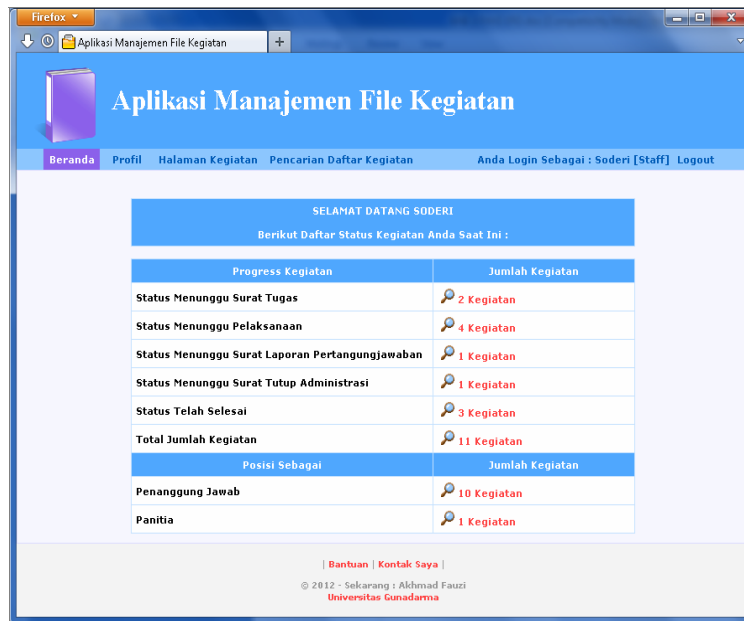 Firefox
Aplikasi Manajemen File Kegiatan
Aplikasi Manajemen File Kegiatan
Beranda Profil Halaman Kegiatan Pencarian Daftar Kegiatan Anda Login Sebagai : Soderi [Staff] Logout
SELAMAT DATANG SODERI
Berikut Daftar Status Kegiatan Anda Saat Ini :
Progress Kegiatan Jumlah Kegiatan
Status Menunggu Surat Tugas 2 Kegiatan
Status Menunggu Pelaksanaan 4 Kegiatan
Status Menunggu Surat Laporan Pertangungjawaban 1 Kegiatan
Status Menunggu Surat Tutup Administrasi 1 Kegiatan
Status Telah Selesai 3 Kegiatan
Total Jumlah Kegiatan 11 Kegiatan
Posisi Sebagai Jumlah Kegiatan
Penanggung Jawab 10 Kegiatan
Panitia 1 Kegiatan
| Bantuan | Kontak Saya |
© 2012 - Sekarang : Akhmad Fauzi
Universitas Gunadarma